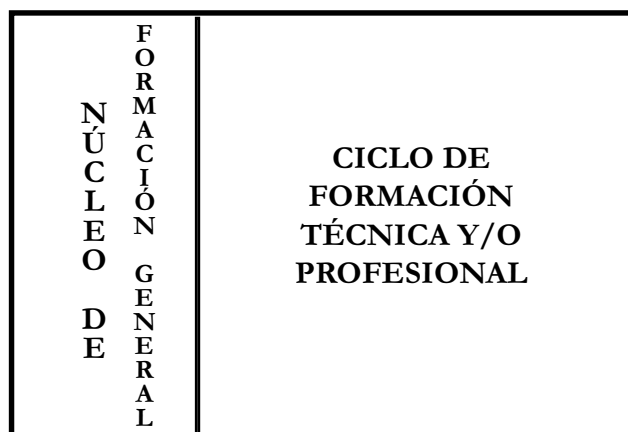 NÚCLEO DE
FORMACIÓN GENERAL
CICLO DE
FORMACIÓN
TÉCNICA Y/O
PROFESIONAL